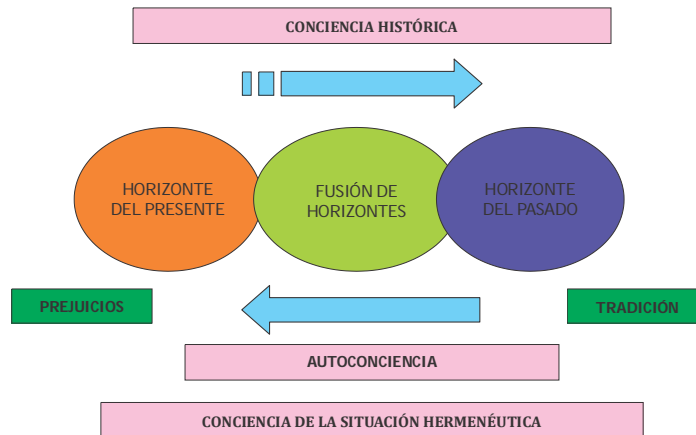 CONCIENCIA HISTÓRICA
HORIZONTE
DEL PRESENTE
FUSIÓN DE
HORIZONTES
HORIZONTE
DEL PASADO
PREJUICIOS
TRADICIÓN
AUTOCONCIENCIA
CONCIENCIA DE LA SITUACIÓN HERMENÉUTICA